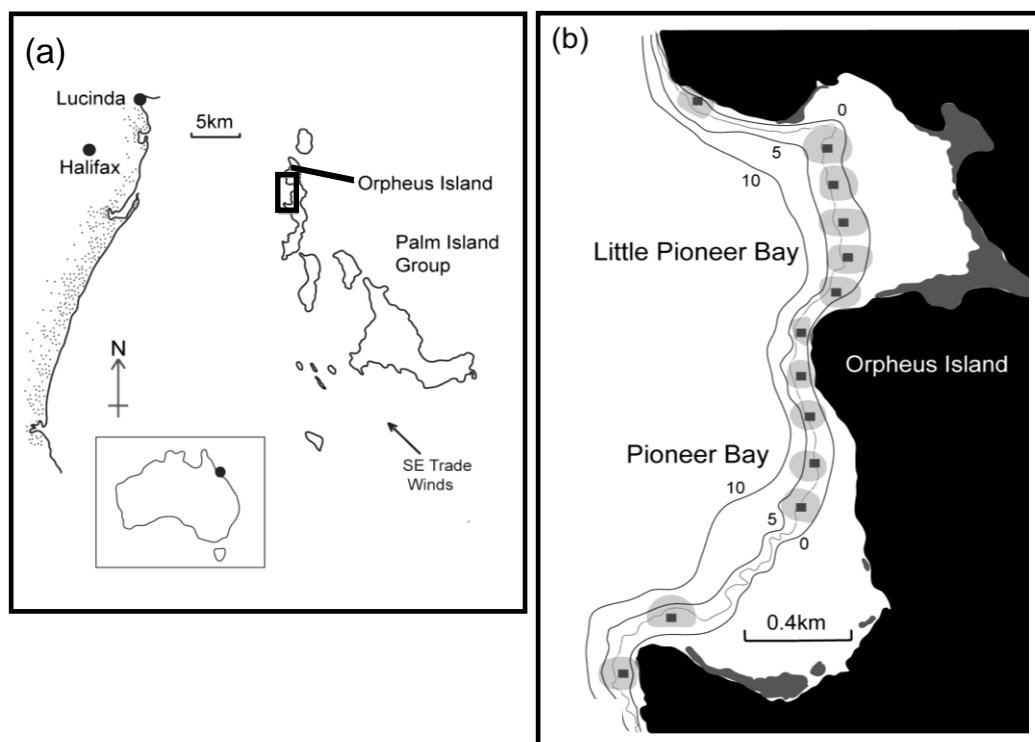 (a)
Lucinda
5km
Halifax
Orpheus Island
Palm Island
Group
N
SE Trade
Winds
(b)
0
5
10
Little Pioneer Bay
Orpheus Island
Pioneer Bay
10
5
0
0.4km